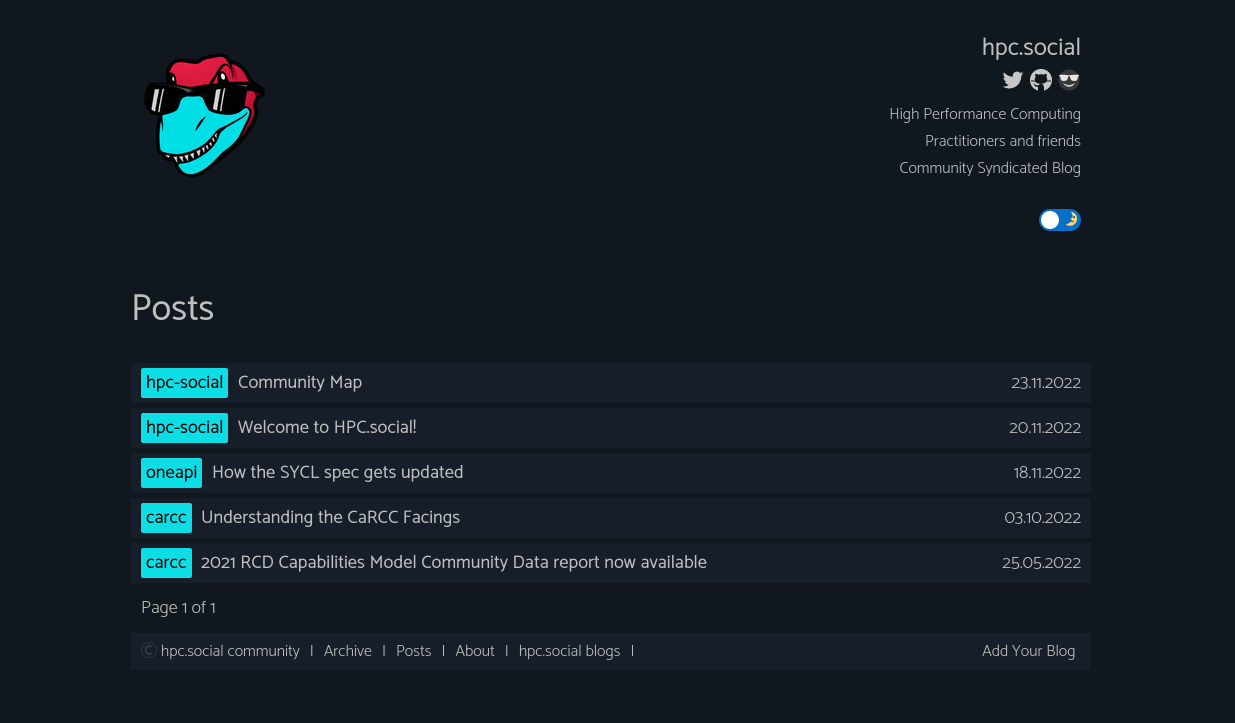 hpc.social
High Performance Computing
Practitioners and friends
Community Syndicated Blog
Posts
hpc-social Community Map 23.11.2022
hpc-social Welcome to HPC.social! 20.11.2022
oneapi How the SYCL spec gets updated 18.11.2022
carcc Understanding the CaRCC Facings 03.10.2022
carcc 2021 RCD Capabilities Model Community Data report now available 25.05.2022
Page 1 of 1
© hpc.social community | Archive | Posts | About | hpc.social blogs | Add Your Blog